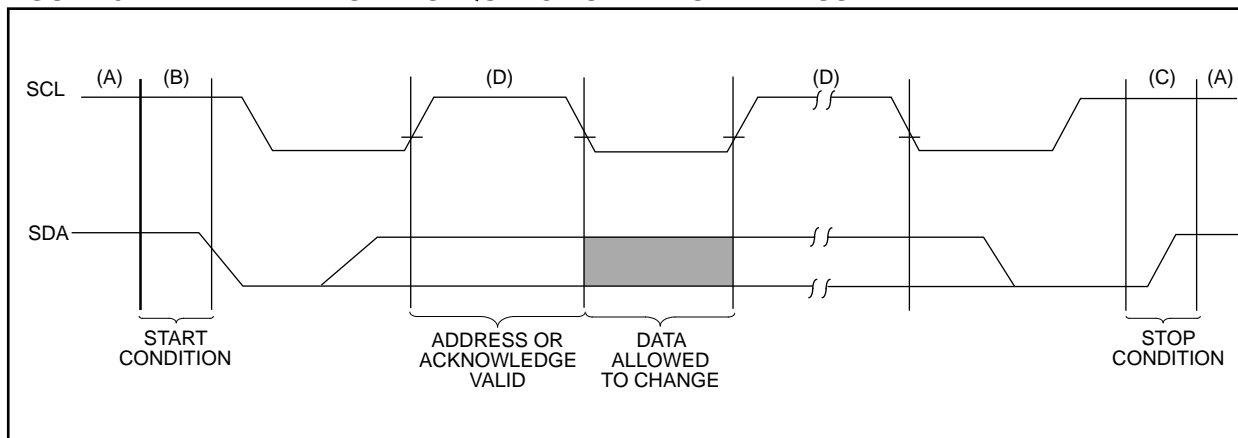 (A) (B) (D) (D) (C) (A)
SCL
SDA
START
CONDITION
ADDRESS OR
ACKNOWLEDGE
VALID
DATA
ALLOWED
TO CHANGE
STOP
CONDITION